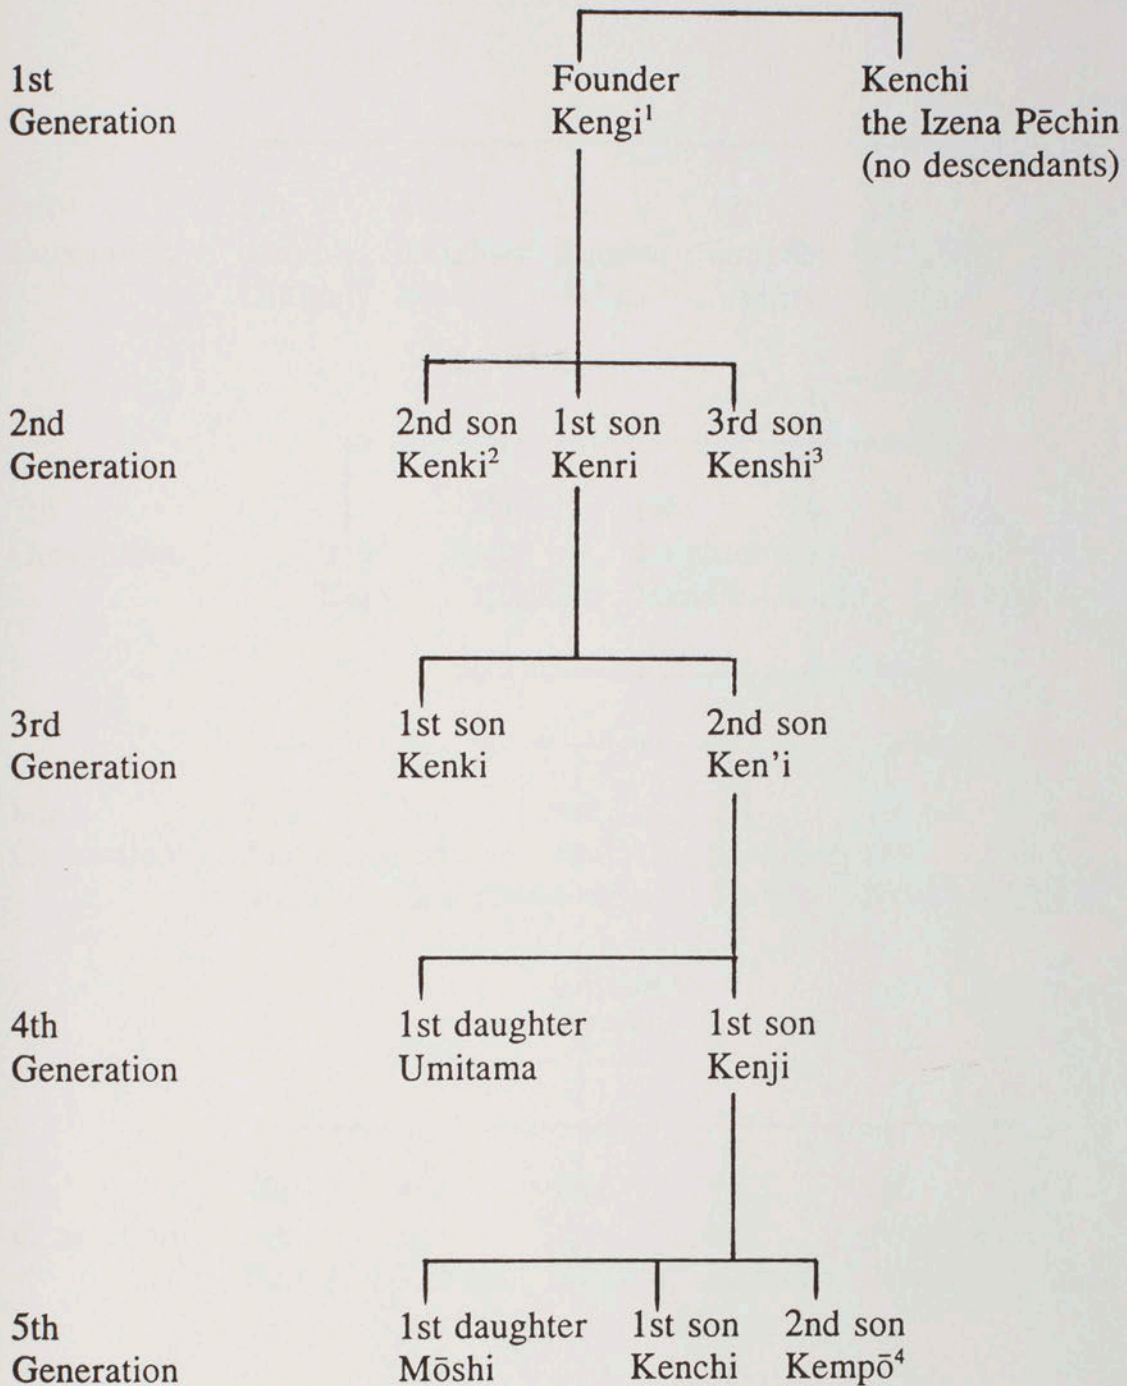 1st Generation
Founder Kengi¹
Kenchi the Izena Pēchin (no descendants)
2nd Generation
2nd son Kenki²
1st son Kenri
3rd son Kenshi³
3rd Generation
1st son Kenki
2nd son Ken'i
4th Generation
1st daughter Umitama
1st son Kenji
5th Generation
1st daughter Mōshi
1st son Kenchi
2nd son Kempō⁴